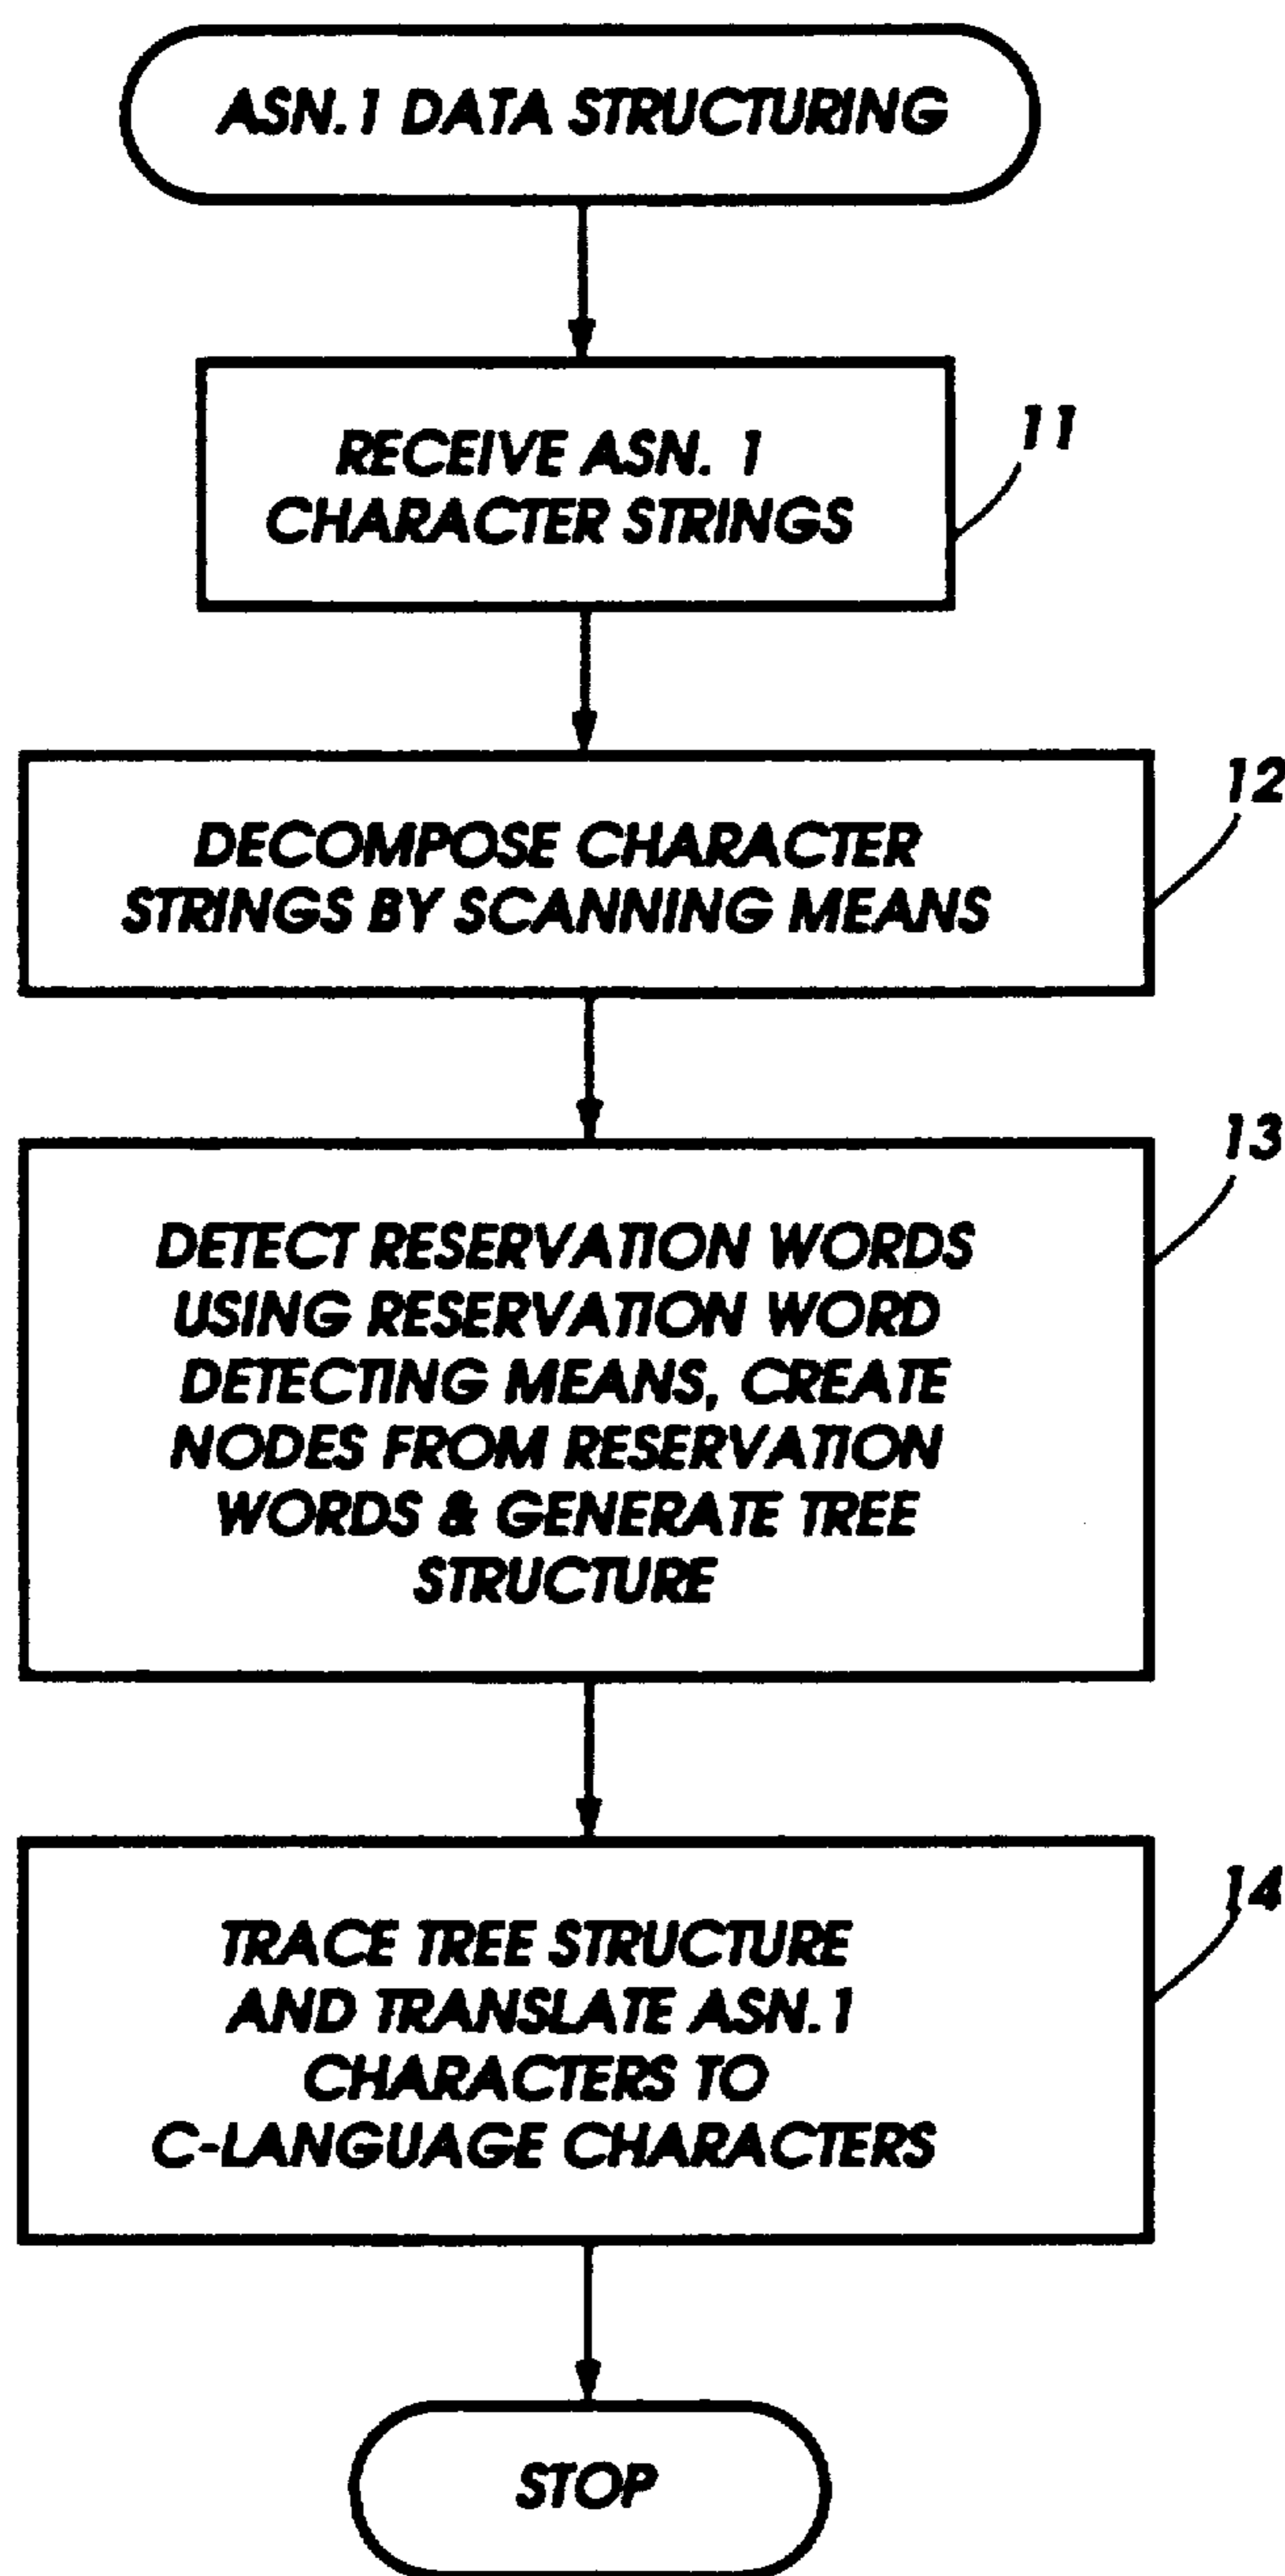 ASN.1 DATA STRUCTURING
RECEIVE ASN. 1
CHARACTER STRINGS
11
DECOMPOSE CHARACTER
STRINGS BY SCANNING MEANS
12
DETECT RESERVATION WORDS
USING RESERVATION WORD
DETECTING MEANS, CREATE
NODES FROM RESERVATION
WORDS & GENERATE TREE
STRUCTURE
13
TRACE TREE STRUCTURE
AND TRANSLATE ASN.1
CHARACTERS TO
C-LANGUAGE CHARACTERS
14
STOP